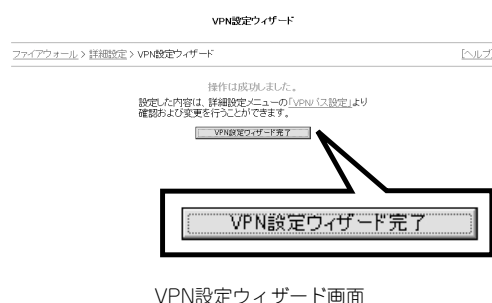 VPN設定ウィザード
ファイアウォール > 詳細設定 > VPN設定ウィザード
[ヘルプ]
操作は成功しました。
設定した内容は、詳細設定メニューの「VPNパス設定」より
確認および変更を行うことができます。
VPN設定ウィザード完了
VPN設定ウィザード完了
VPN設定ウィザード画面